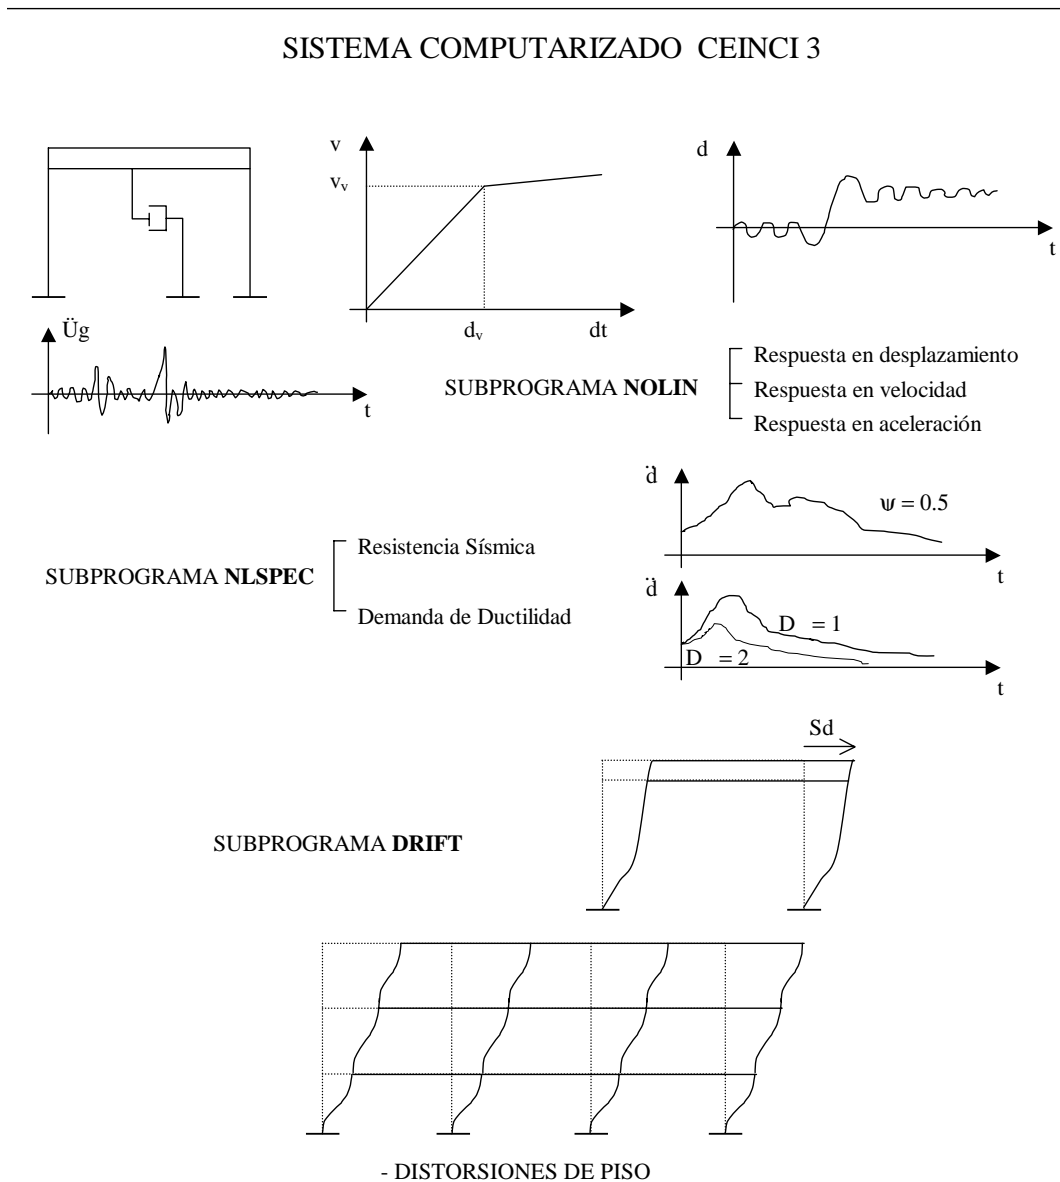 SISTEMA COMPUTARIZADO CEINCI 3
v
v_v
d_v
dt
d
t
Üg
t
SUBPROGRAMA NOLIN
Respuesta en desplazamiento
Respuesta en velocidad
Respuesta en aceleración
SUBPROGRAMA NLSPEC
Resistencia Sísmica
Demanda de Ductilidad
d̈
ψ = 0.5
t
d̈
D = 1
D = 2
t
SUBPROGRAMA DRIFT
Sd
- DISTORSIONES DE PISO